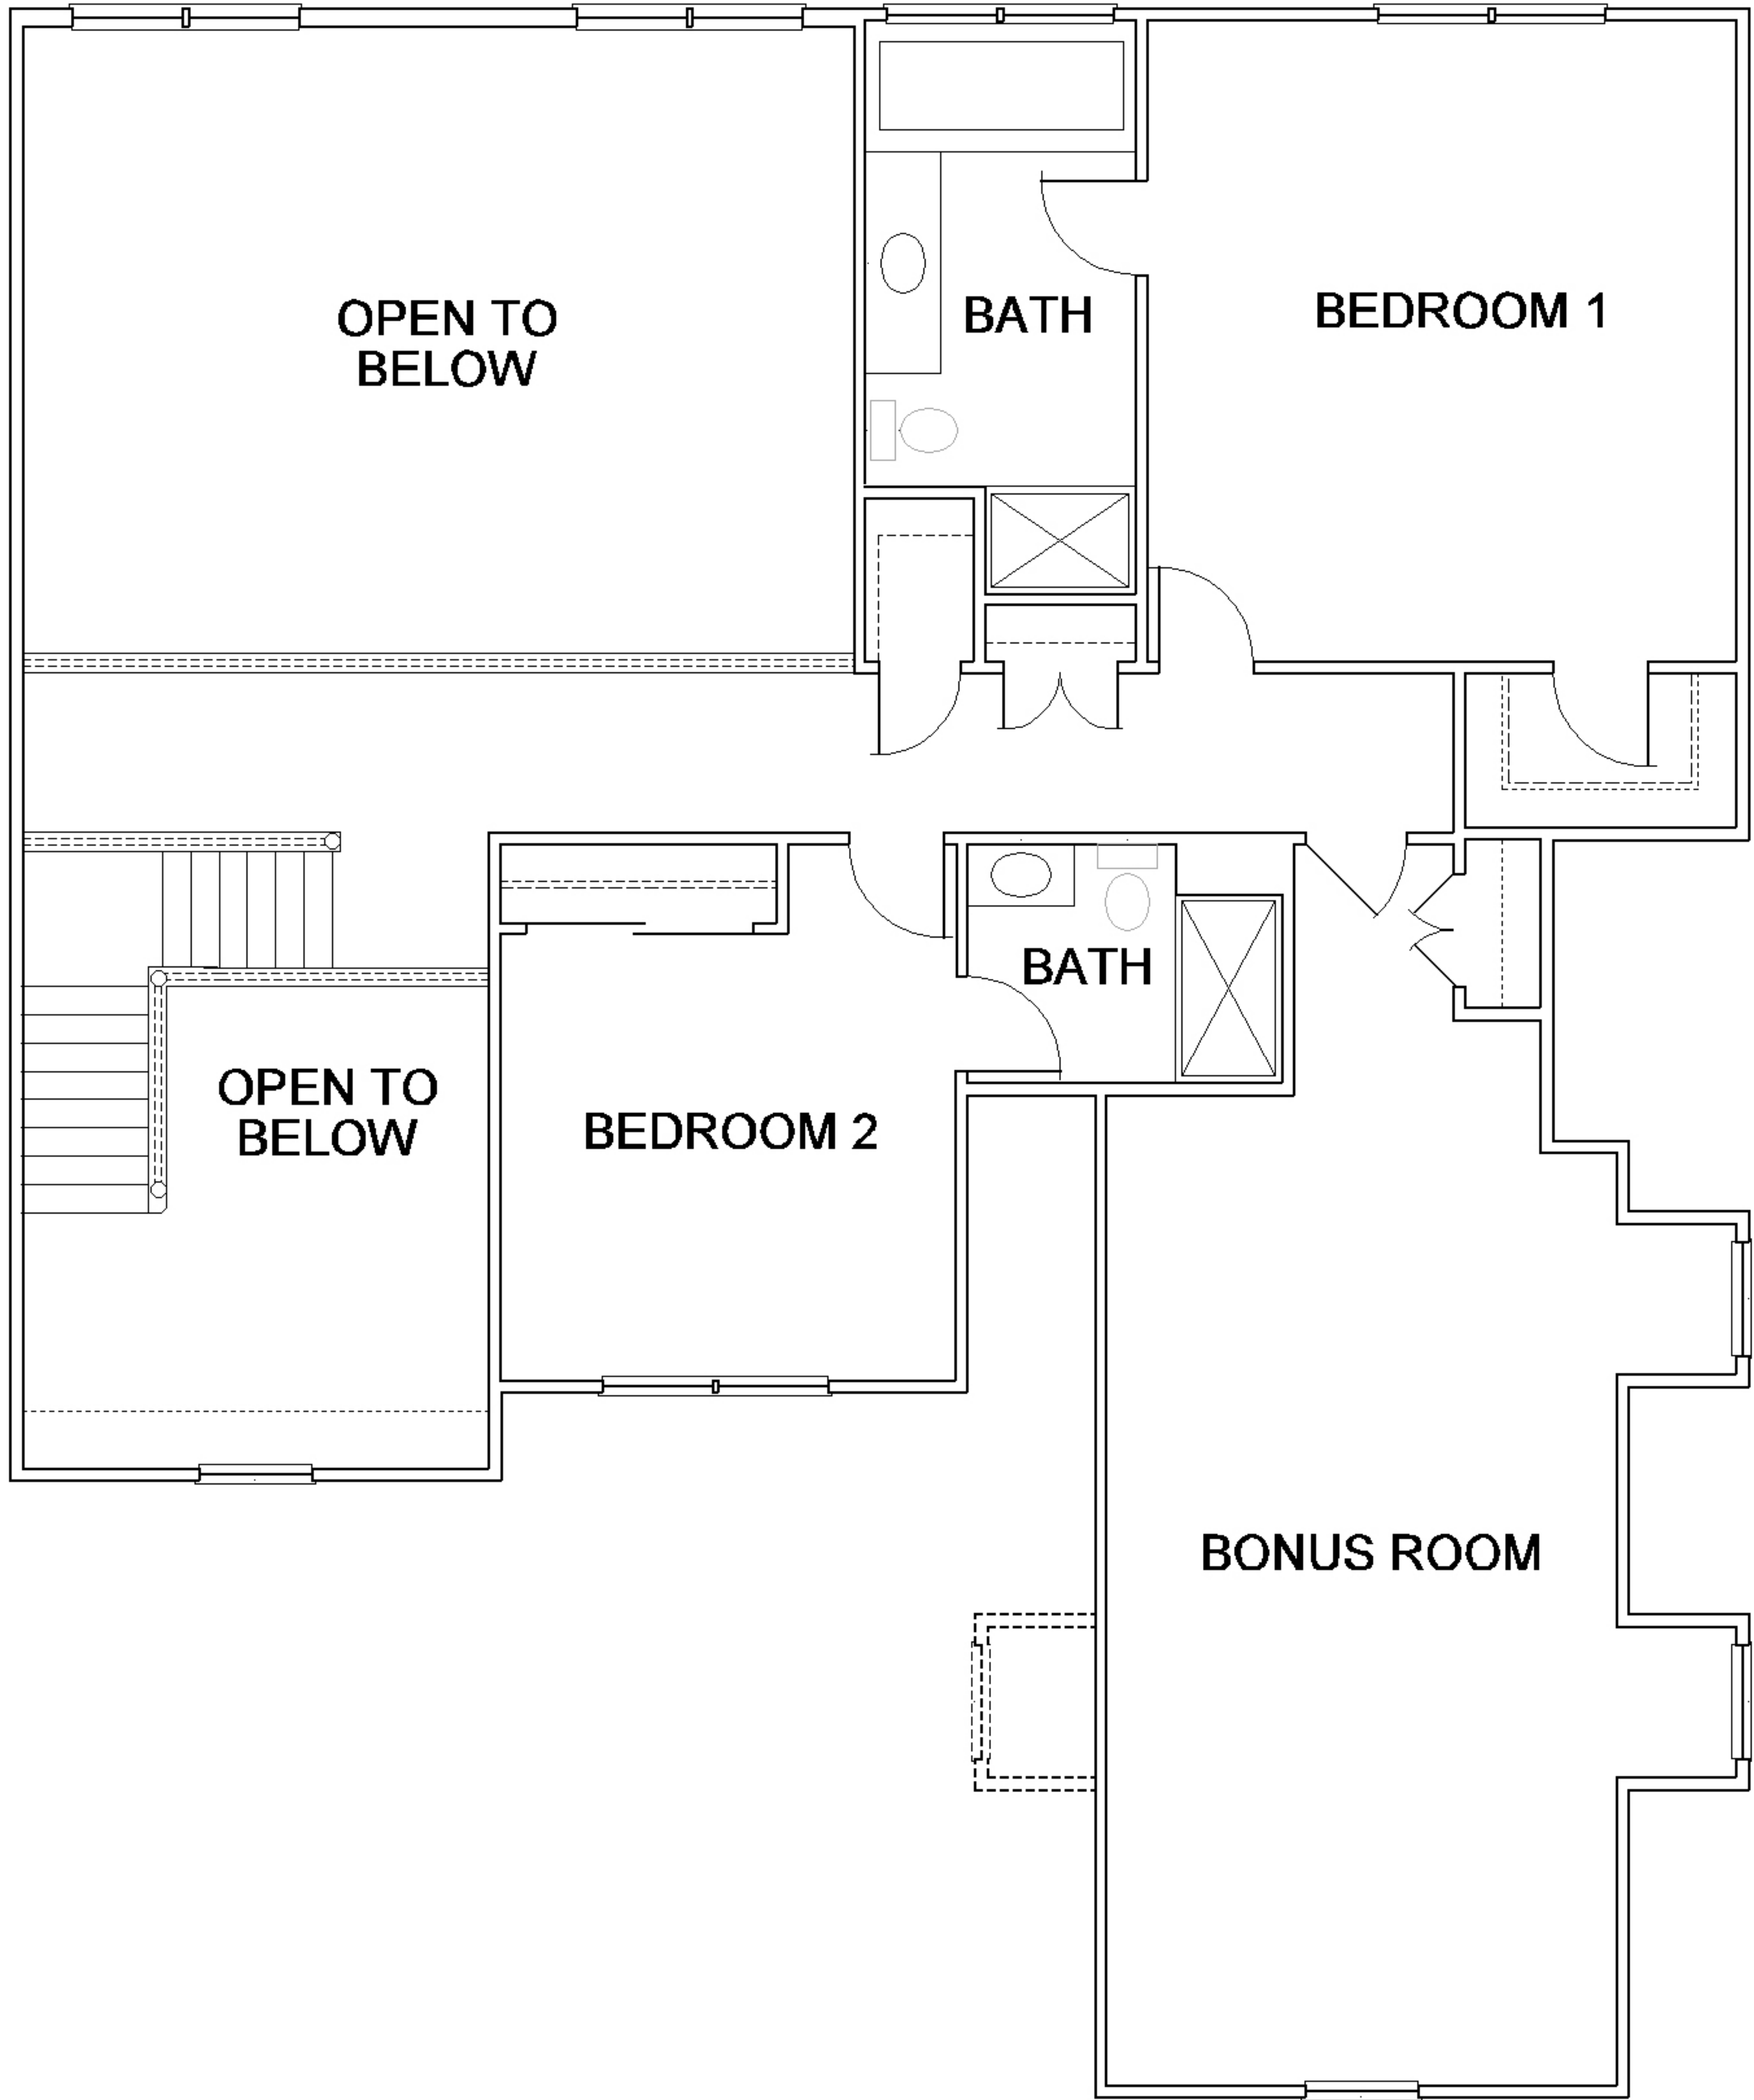 OPEN TO
BELOW
BATH
BEDROOM 1
BATH
OPEN TO
BELOW
BEDROOM 2
BONUS ROOM